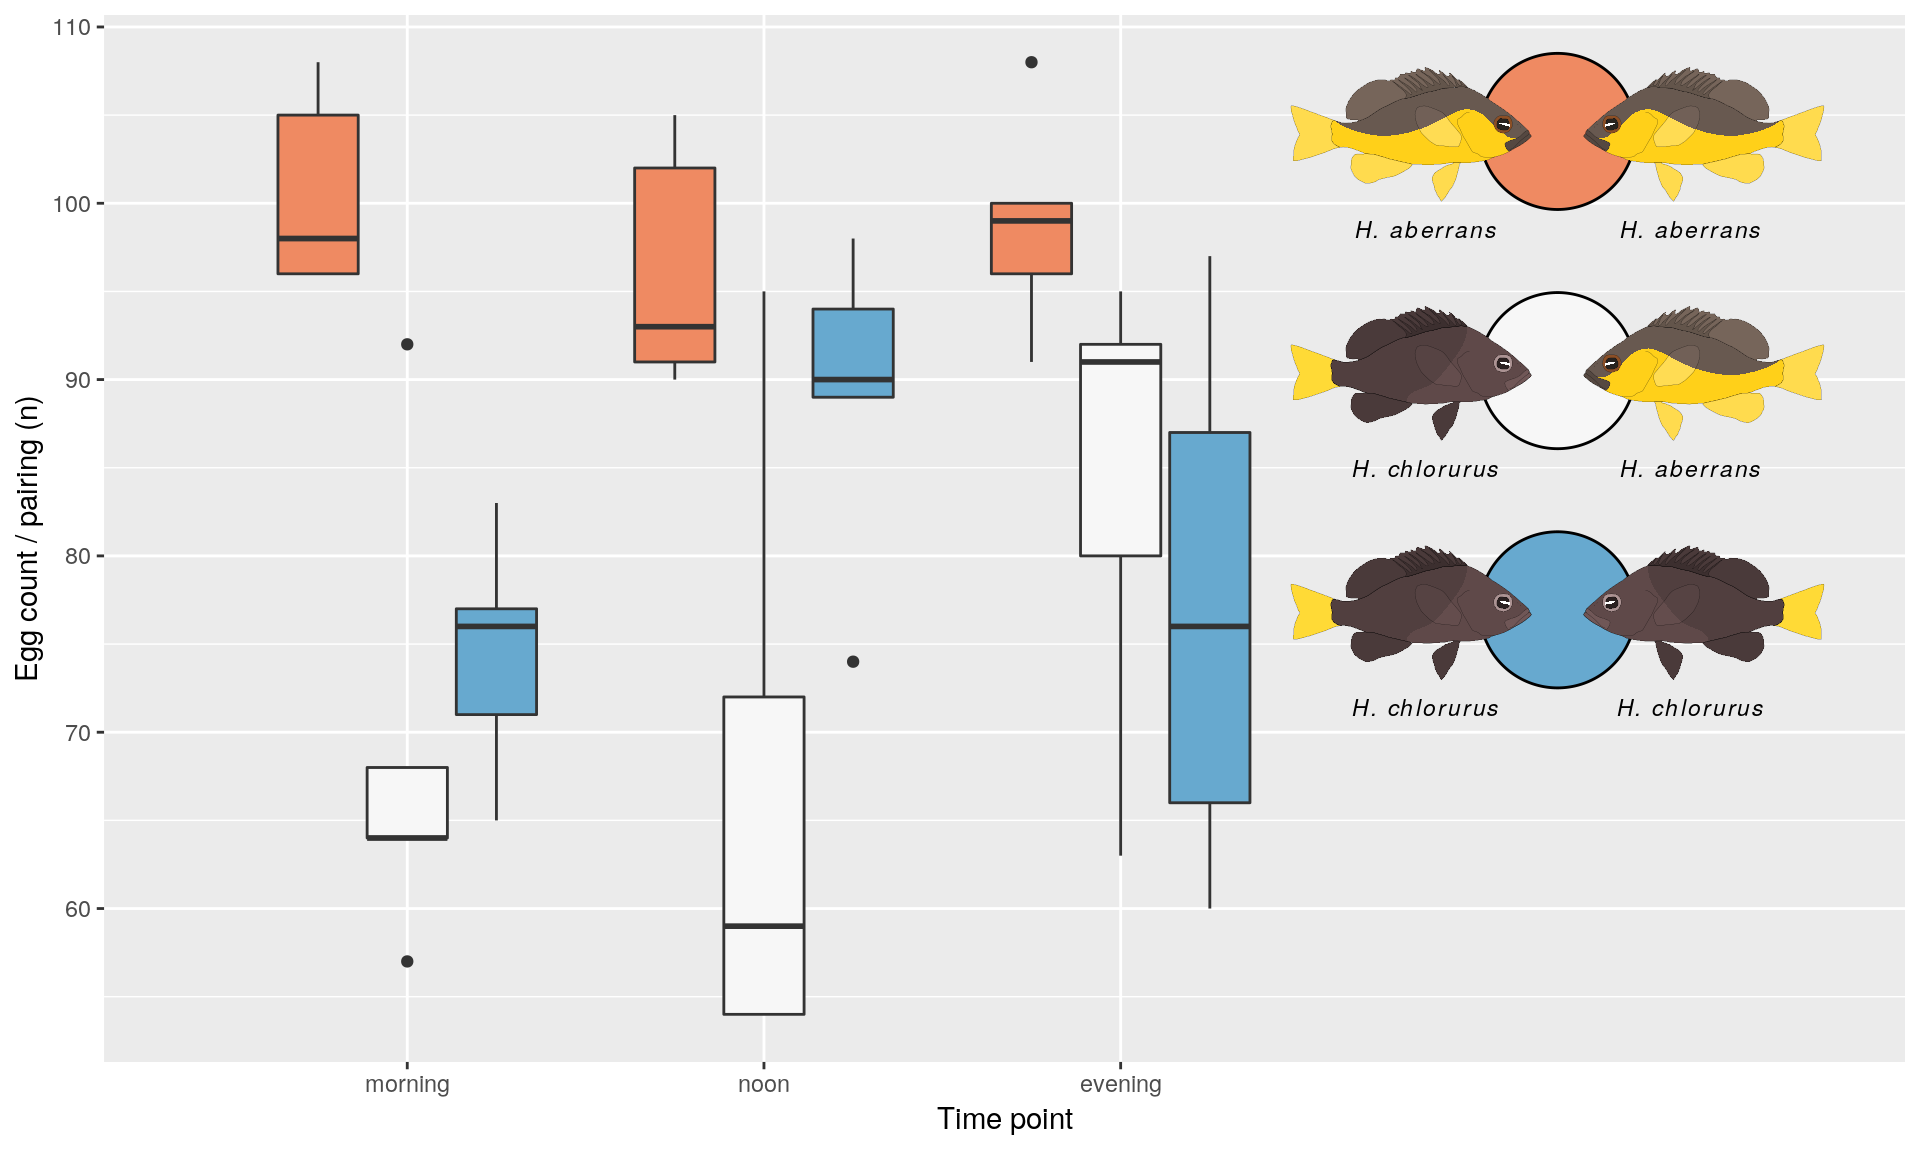 110
100
90
80
70
60
Egg count / pairing (n)
morning noon evening
Time point
H. aberrans H. aberrans
H. chlorurus H. aberrans
H. chlorurus H. chlorurus